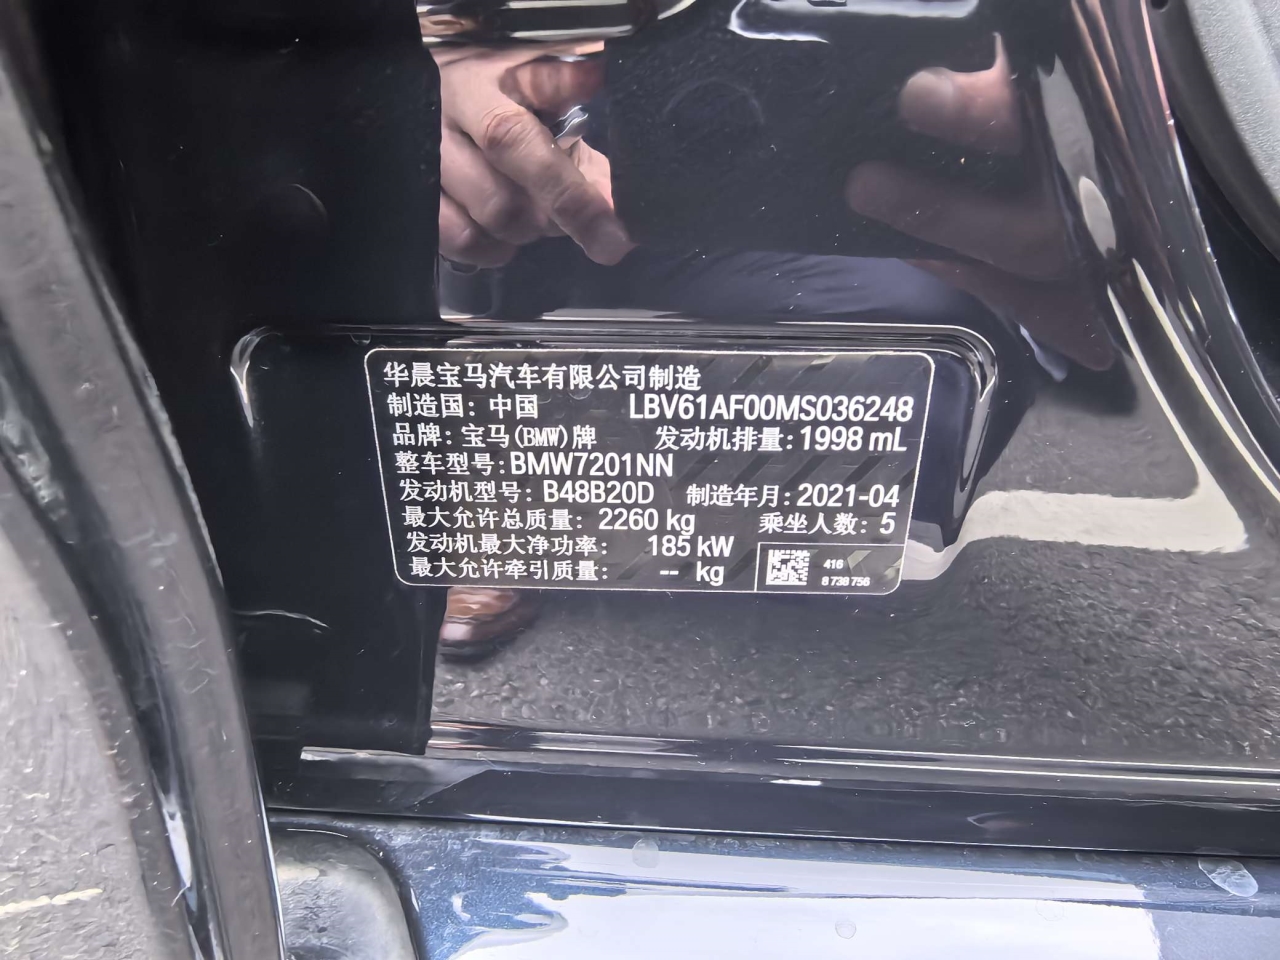 华晨宝马汽车有限公司制造
制造国：中国 LBV61AF00MS036248
品牌：宝马(BMW)牌 发动机排量：1998 mL
整车型号：BMW7201NN
发动机型号：B48B20D 制造年月：2021-04
最大允许总质量：2260 kg 乘坐人数：5
发动机最大净功率：185 kW
最大允许牵引质量：-- kg
416
8 738 756